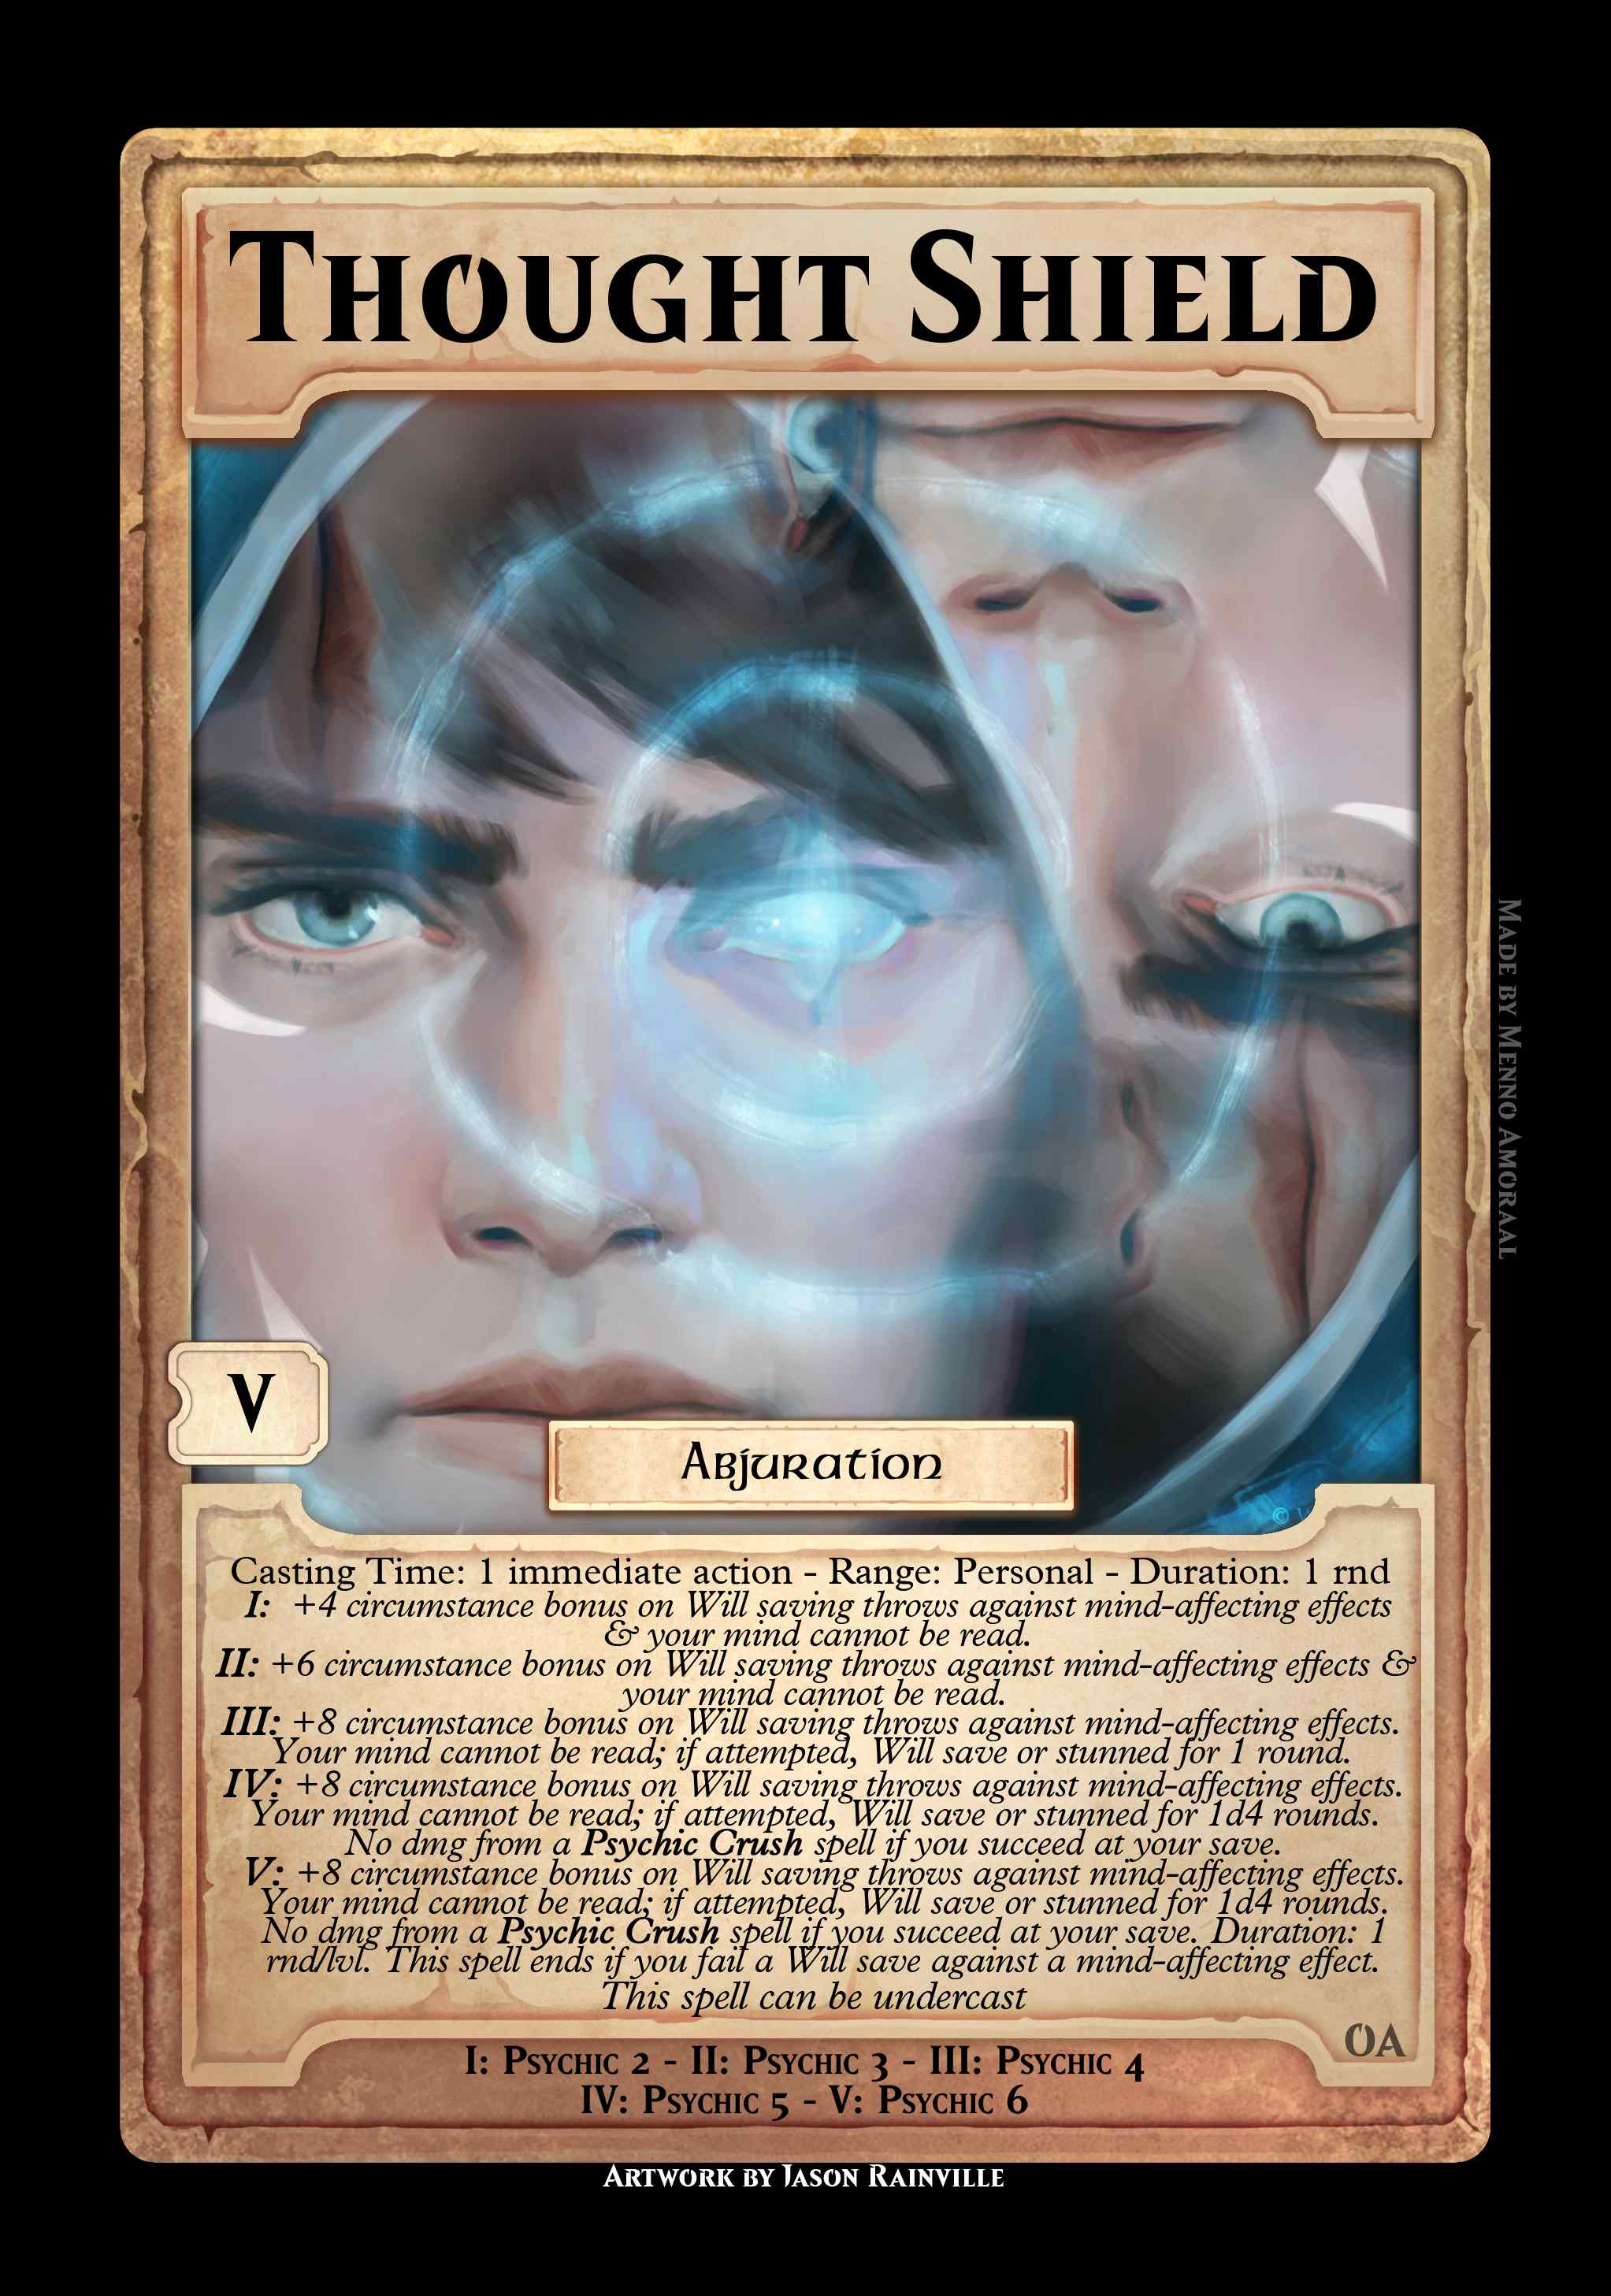 Thought Shield
V
Abjuration
©
Casting Time: 1 immediate action - Range: Personal - Duration: 1 rnd
I: +4 circumstance bonus on Will saving throws against mind-affecting effects
& your mind cannot be read.
II: +6 circumstance bonus on Will saving throws against mind-affecting effects &
your mind cannot be read.
III: +8 circumstance bonus on Will saving throws against mind-affecting effects.
Your mind cannot be read; if attempted, Will save or stunned for 1 round.
IV: +8 circumstance bonus on Will saving throws against mind-affecting effects.
Your mind cannot be read; if attempted, Will save or stunned for 1d4 rounds.
No dmg from a Psychic Crush spell if you succeed at your save.
V: +8 circumstance bonus on Will saving throws against mind-affecting effects.
Your mind cannot be read; if attempted, Will save or stunned for 1d4 rounds.
No dmg from a Psychic Crush spell if you succeed at your save. Duration: 1
rnd/lvl. This spell ends if you fail a Will save against a mind-affecting effect.
This spell can be undercast
OA
I: Psychic 2 - II: Psychic 3 - III: Psychic 4
IV: Psychic 5 - V: Psychic 6
Artwork by Jason Rainville
Made by Menno Amoraal